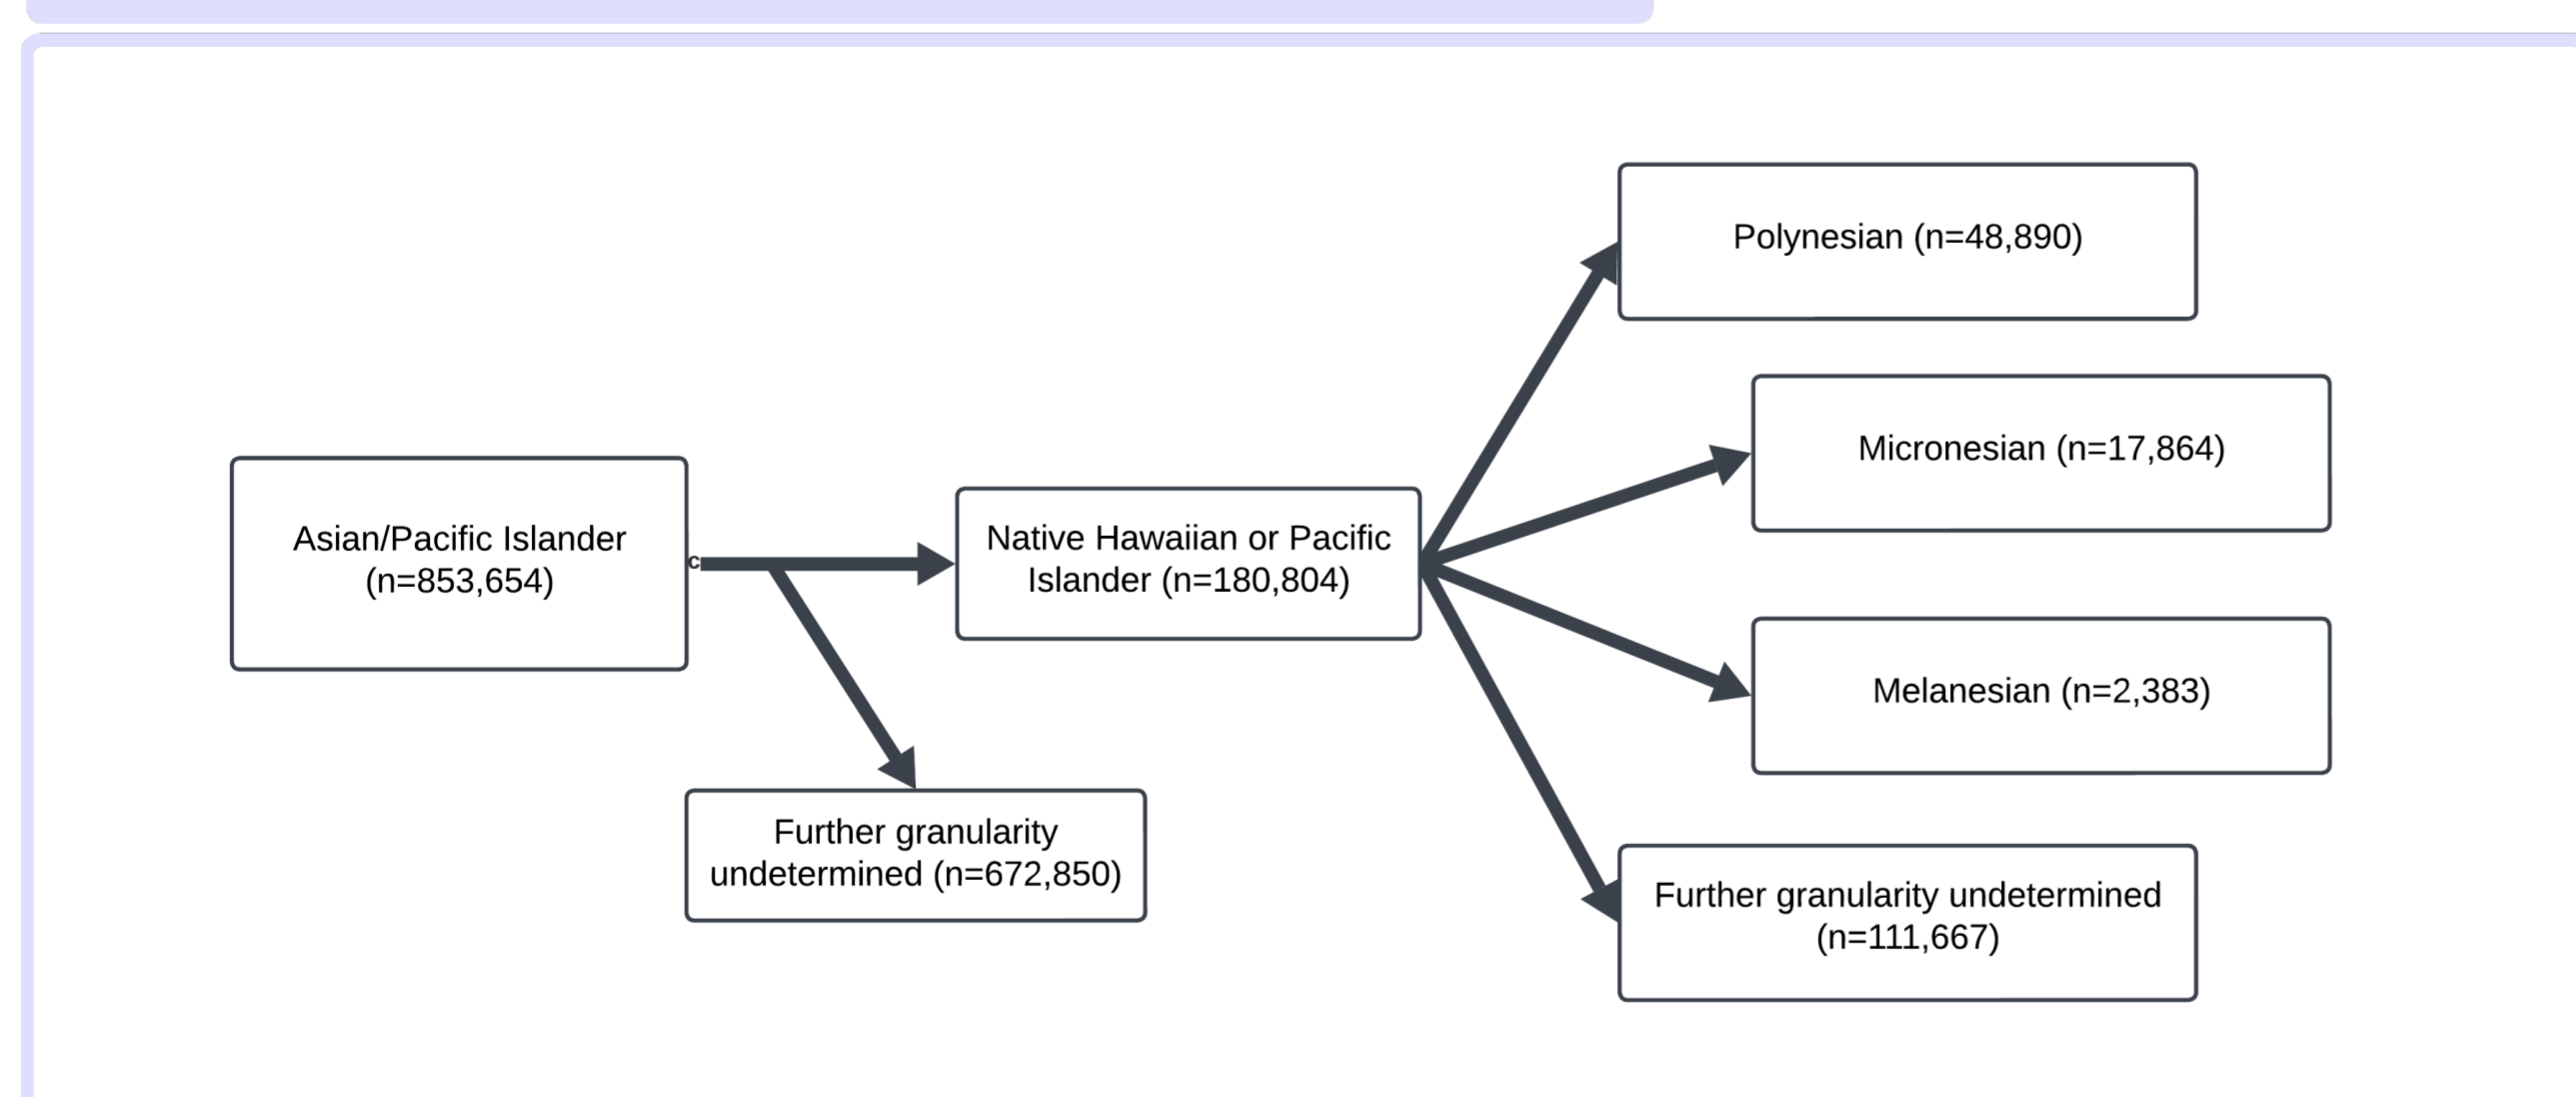 Polynesian (n=48,890)
Micronesian (n=17,864)
Asian/Pacific Islander
(n=853,654)
c
Native Hawaiian or Pacific
Islander (n=180,804)
Melanesian (n=2,383)
Further granularity
undetermined (n=672,850)
Further granularity undetermined
(n=111,667)